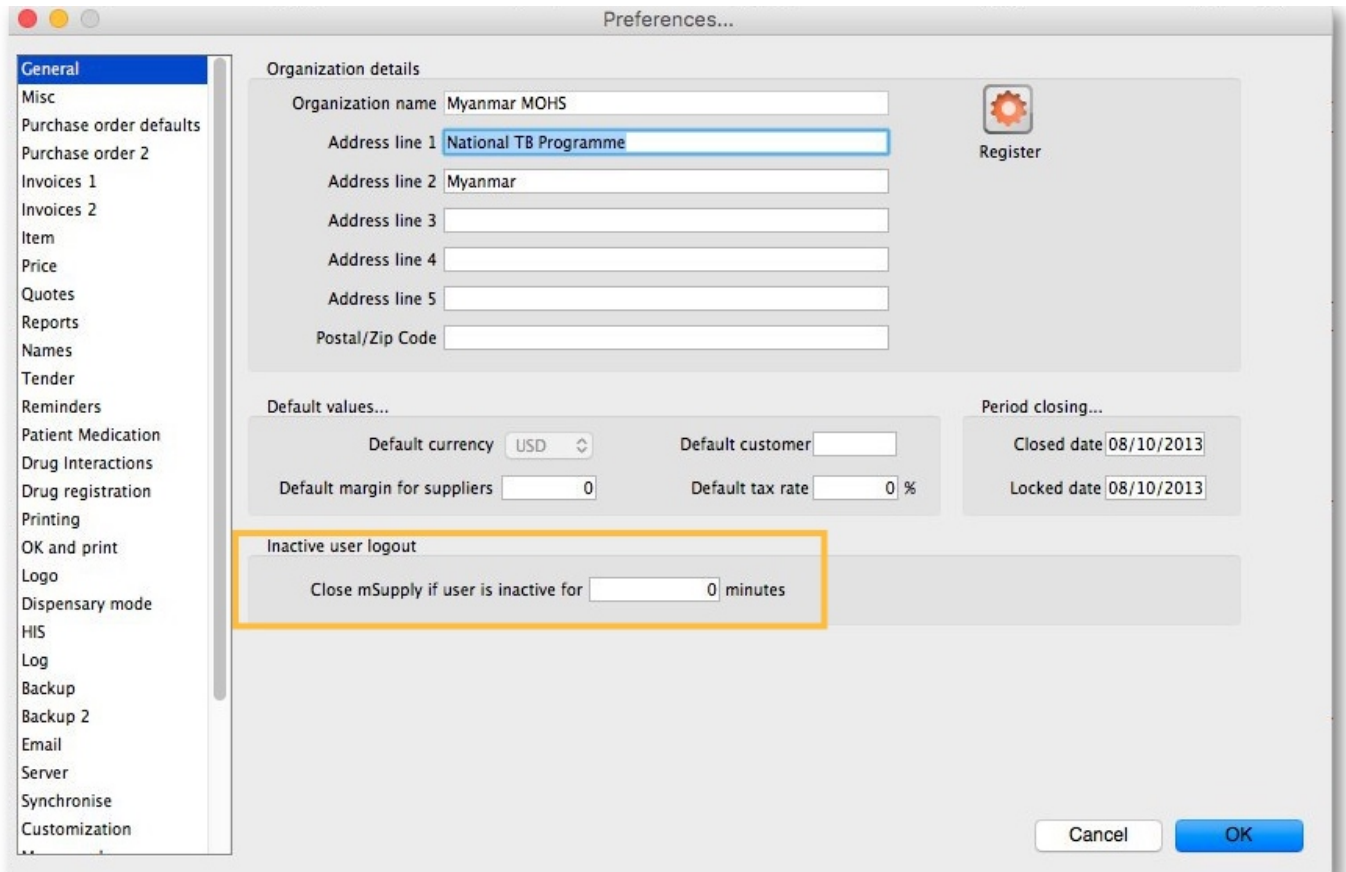 Preferences...
General
Misc
Purchase order defaults
Purchase order 2
Invoices 1
Invoices 2
Item
Price
Quotes
Reports
Names
Tender
Reminders
Patient Medication
Drug Interactions
Drug registration
Printing
OK and print
Logo
Dispensary mode
HIS
Log
Backup
Backup 2
Email
Server
Synchronise
Customization
Organization details
Organization name Myanmar MOHS
Address line 1 National TB Programme
Address line 2 Myanmar
Address line 3
Address line 4
Address line 5
Postal/Zip Code
Register
Default values...
Default currency USD Default customer
Default margin for suppliers 0 Default tax rate 0 %
Period closing...
Closed date 08/10/2013
Locked date 08/10/2013
Inactive user logout
Close mSupply if user is inactive for 0 minutes
Cancel OK